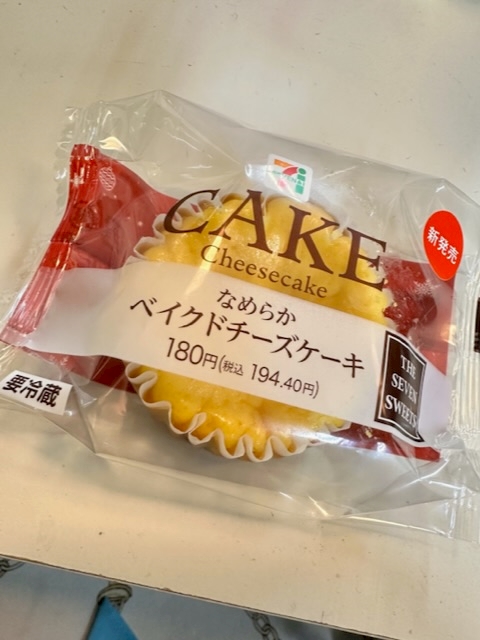 CAKE
Cheesecake
なめらか
ベイクドチーズケーキ
180円(税込 194.40円)
新発売
THE
SEVEN
SWEETS
要冷蔵